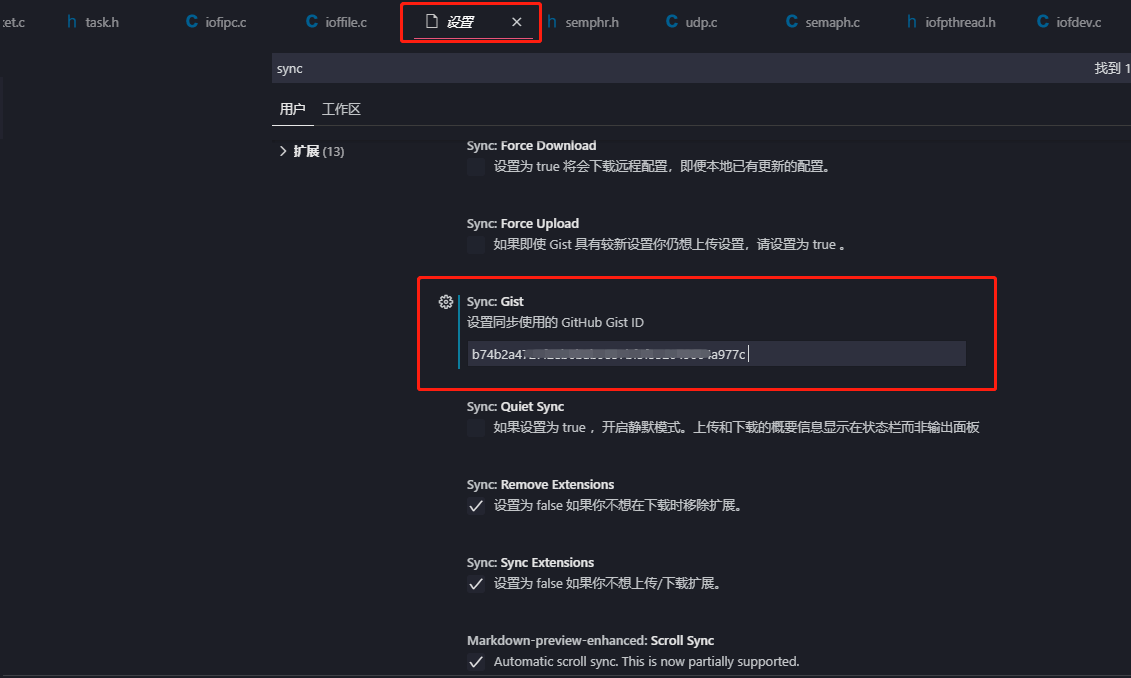 et.c
h task.h
C iofipc.c
C ioffile.c
设置
h semphr.h
C udp.c
C semaph.c
h iofpthread.h
C iofdev.c
sync
找到 1
用户 工作区
扩展 (13)
Sync: Force Download
设置为 true 将会下载远程配置，即便本地已有更新的配置。
Sync: Force Upload
如果即使 Gist 具有较新设置你仍想上传设置，请设置为 true 。
Sync: Gist
设置同步使用的 GitHub Gist ID
b74b2a47 a977c
Sync: Quiet Sync
如果设置为 true ，开启静默模式。上传和下载的概要信息显示在状态栏而非输出面板
Sync: Remove Extensions
设置为 false 如果你不想在下载时移除扩展。
Sync: Sync Extensions
设置为 false 如果你不想上传/下载扩展。
Markdown-preview-enhanced: Scroll Sync
Automatic scroll sync. This is now partially supported.